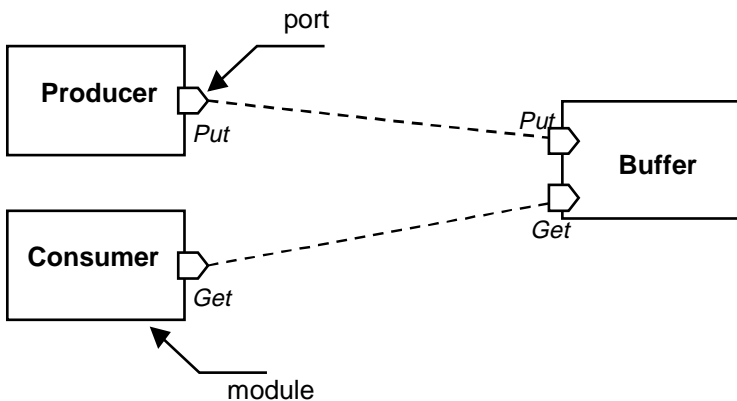 port
Producer
Put
Put
Buffer
Get
Consumer
Get
module